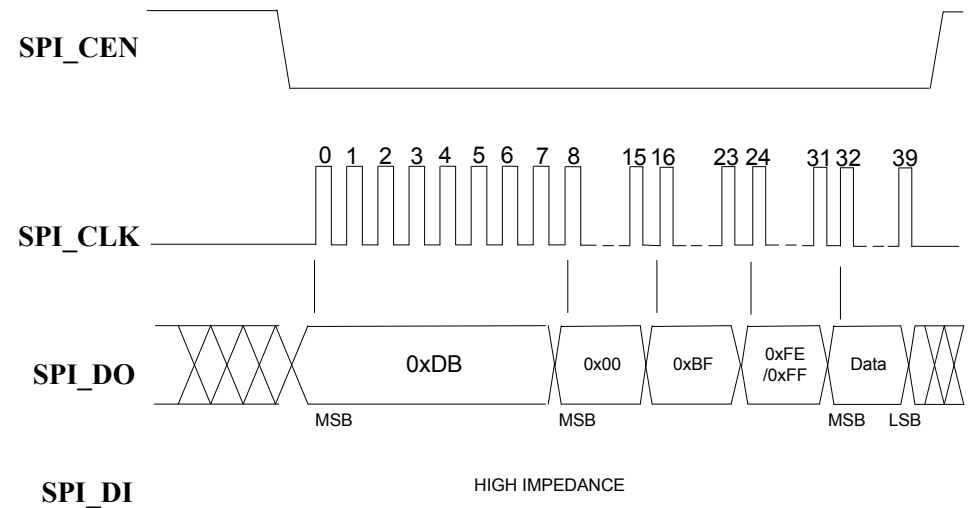 SPI_CEN
0 1 2 3 4 5 6 7 8 15 16 23 24 31 32 39
SPI_CLK
SPI_DO
0xDB
0x00
0xBF
0xFE
/0xFF
Data
MSB
MSB
MSB
LSB
SPI_DI
HIGH IMPEDANCE